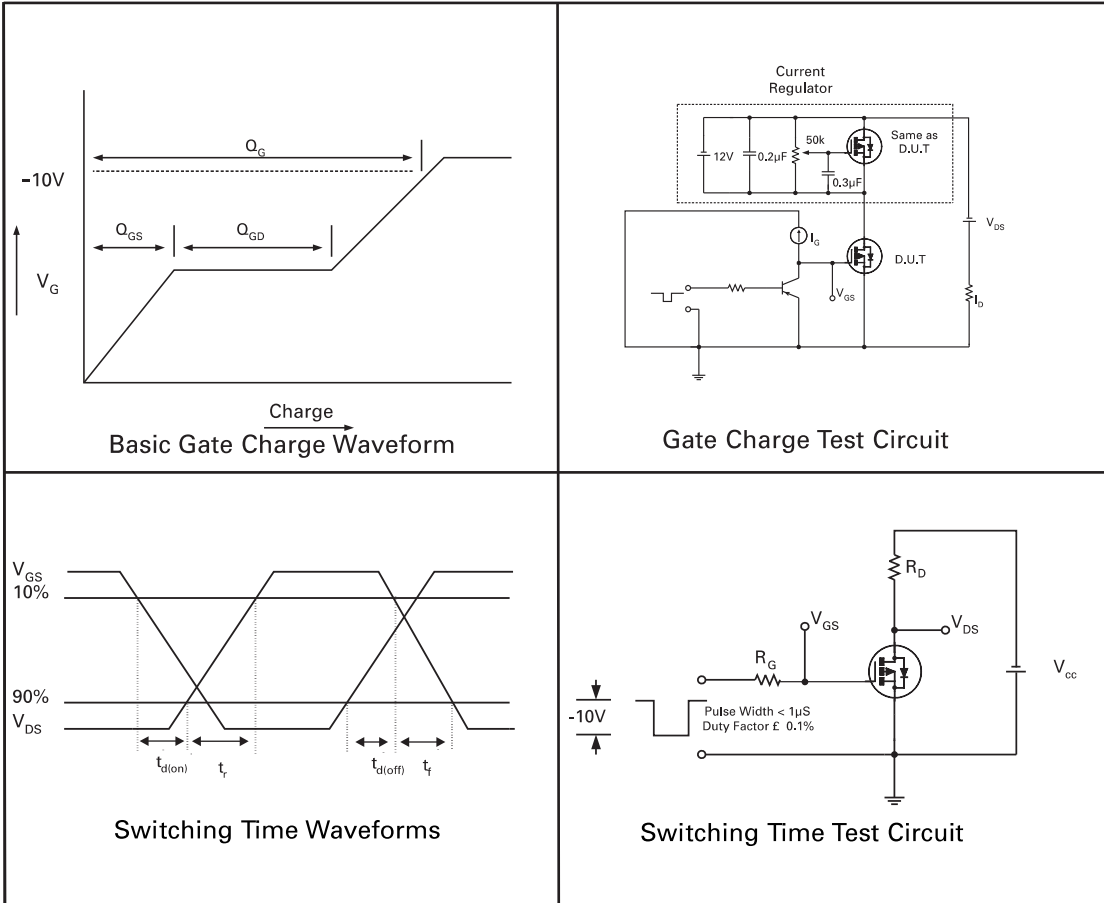 Q_G
-10V
Q_GS
Q_GD
V_G
Charge
Basic Gate Charge Waveform
Current
Regulator
12V
0.2µF
50k
0.3µF
Same as
D.U.T
I_G
D.U.T
V_GS
V_DS
I_D
Gate Charge Test Circuit
V_GS
10%
90%
V_DS
t_d(on)
t_r
t_d(off)
t_f
Switching Time Waveforms
R_D
V_GS
V_DS
R_G
V_cc
-10V
Pulse Width < 1µS
Duty Factor £ 0.1%
Switching Time Test Circuit